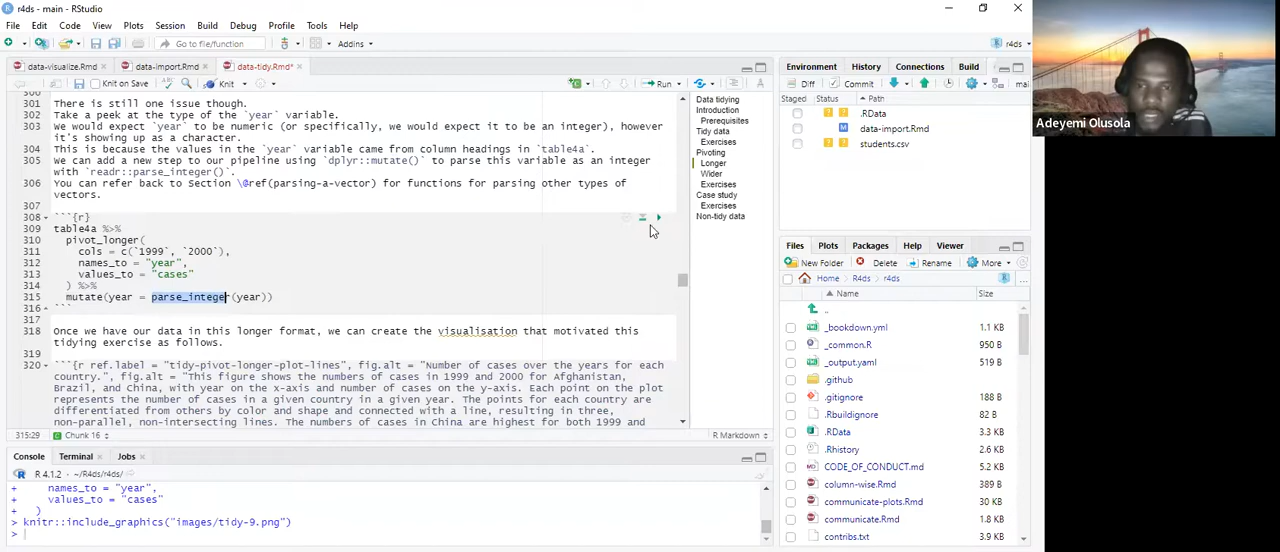 r4ds - main - RStudio
File Edit Code View Plots Session Build Debug Profile Tools Help
Go to file/function
Addins
r4ds
data-visualize.Rmd
data-import.Rmd
data-tidy.Rmd*
Environment History Connections Build
Knit on Save
Knit
Run
Diff
Commit
main
Staged Status Path
.RData
data-import.Rmd
students.csv
300
301 There is still one issue though.
302 Take a peek at the type of the `year` variable.
303 We would expect `year` to be numeric (or specifically, we would expect it to be an integer), however
it's showing up as a character.
304 This is because the values in the `year` variable came from column headings in `table4a`.
305 We can add a new step to our pipeline using `dplyr::mutate()` to parse this variable as an integer
with `readr::parse_integer()`.
306 You can refer back to Section \@ref(parsing-a-vector) for functions for parsing other types of
vectors.
307
308 ```{r}
309 table4a %>%
310 pivot_longer(
311 cols = c(`1999`, `2000`),
312 names_to = "year",
313 values_to = "cases"
314 ) %>%
315 mutate(year = parse_integer(year))
316 ```
317
318 Once we have our data in this longer format, we can create the visualisation that motivated this
tidying exercise as follows.
319
320 ```{r ref.label = "tidy-pivot-longer-plot-lines", fig.alt = "Number of cases over the years for each
country.", fig.alt = "This figure shows the numbers of cases in 1999 and 2000 for Afghanistan,
Brazil, and China, with year on the x-axis and number of cases on the y-axis. Each point on the plot
represents the number of cases in a given country in a given year. The points for each country are
differentiated from others by color and shape and connected with a line, resulting in three,
non-parallel, non-intersecting lines. The numbers of cases in China are highest for both 1999 and
315:29 Chunk 16 R Markdown
Data tidying
Introduction
Prerequisites
Tidy data
Exercises
Pivoting
Longer
Wider
Exercises
Case study
Exercises
Non-tidy data
Console Terminal Jobs
R 4.1.2 · ~/R4ds/r4ds/
+ names_to = "year",
+ values_to = "cases"
+ )
> knitr::include_graphics("images/tidy-9.png")
>
Files Plots Packages Help Viewer
New Folder Delete Rename More
Home R4ds r4ds
Name Size
..
_bookdown.yml 1.1 KB
_common.R 950 B
_output.yaml 519 B
.github
.gitignore 188 B
.Rbuildignore 82 B
.RData 3.3 KB
.Rhistory
CODE_OF_CONDUCT.md 5.2 KB
column-wise.Rmd 389 B
communicate-plots.Rmd 30 KB
communicate.Rmd 1.8 KB
contribs.txt 3.9 KB
Adeyemi Olusola